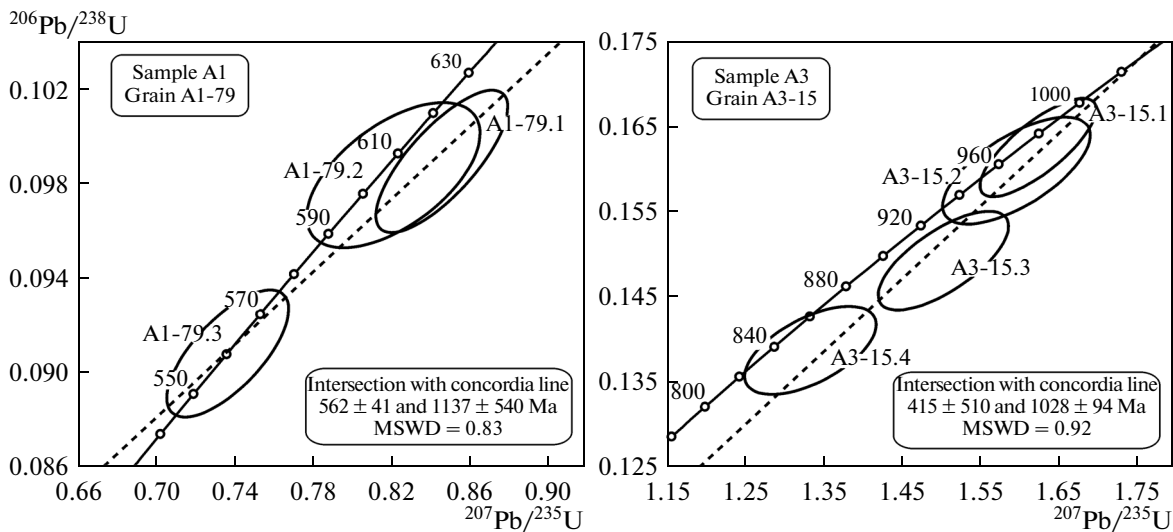 ²⁰⁶Pb/²³⁸U
Sample A1
Grain A1-79
630
0.102
610
A1-79.1
A1-79.2
0.098
590
0.094
570
A1-79.3
0.090
550
Intersection with concordia line
562 ± 41 and 1137 ± 540 Ma
MSWD = 0.83
0.086
0.66 0.70 0.74 0.78 0.82 0.86 0.90
²⁰⁷Pb/²³⁵U
0.175
Sample A3
Grain A3-15
1000
A3-15.1
0.165
960
A3-15.2
0.155
920
A3-15.3
880
0.145
840
A3-15.4
0.135
800
Intersection with concordia line
415 ± 510 and 1028 ± 94 Ma
MSWD = 0.92
0.125
1.15 1.25 1.35 1.45 1.55 1.65 1.75
²⁰⁷Pb/²³⁵U